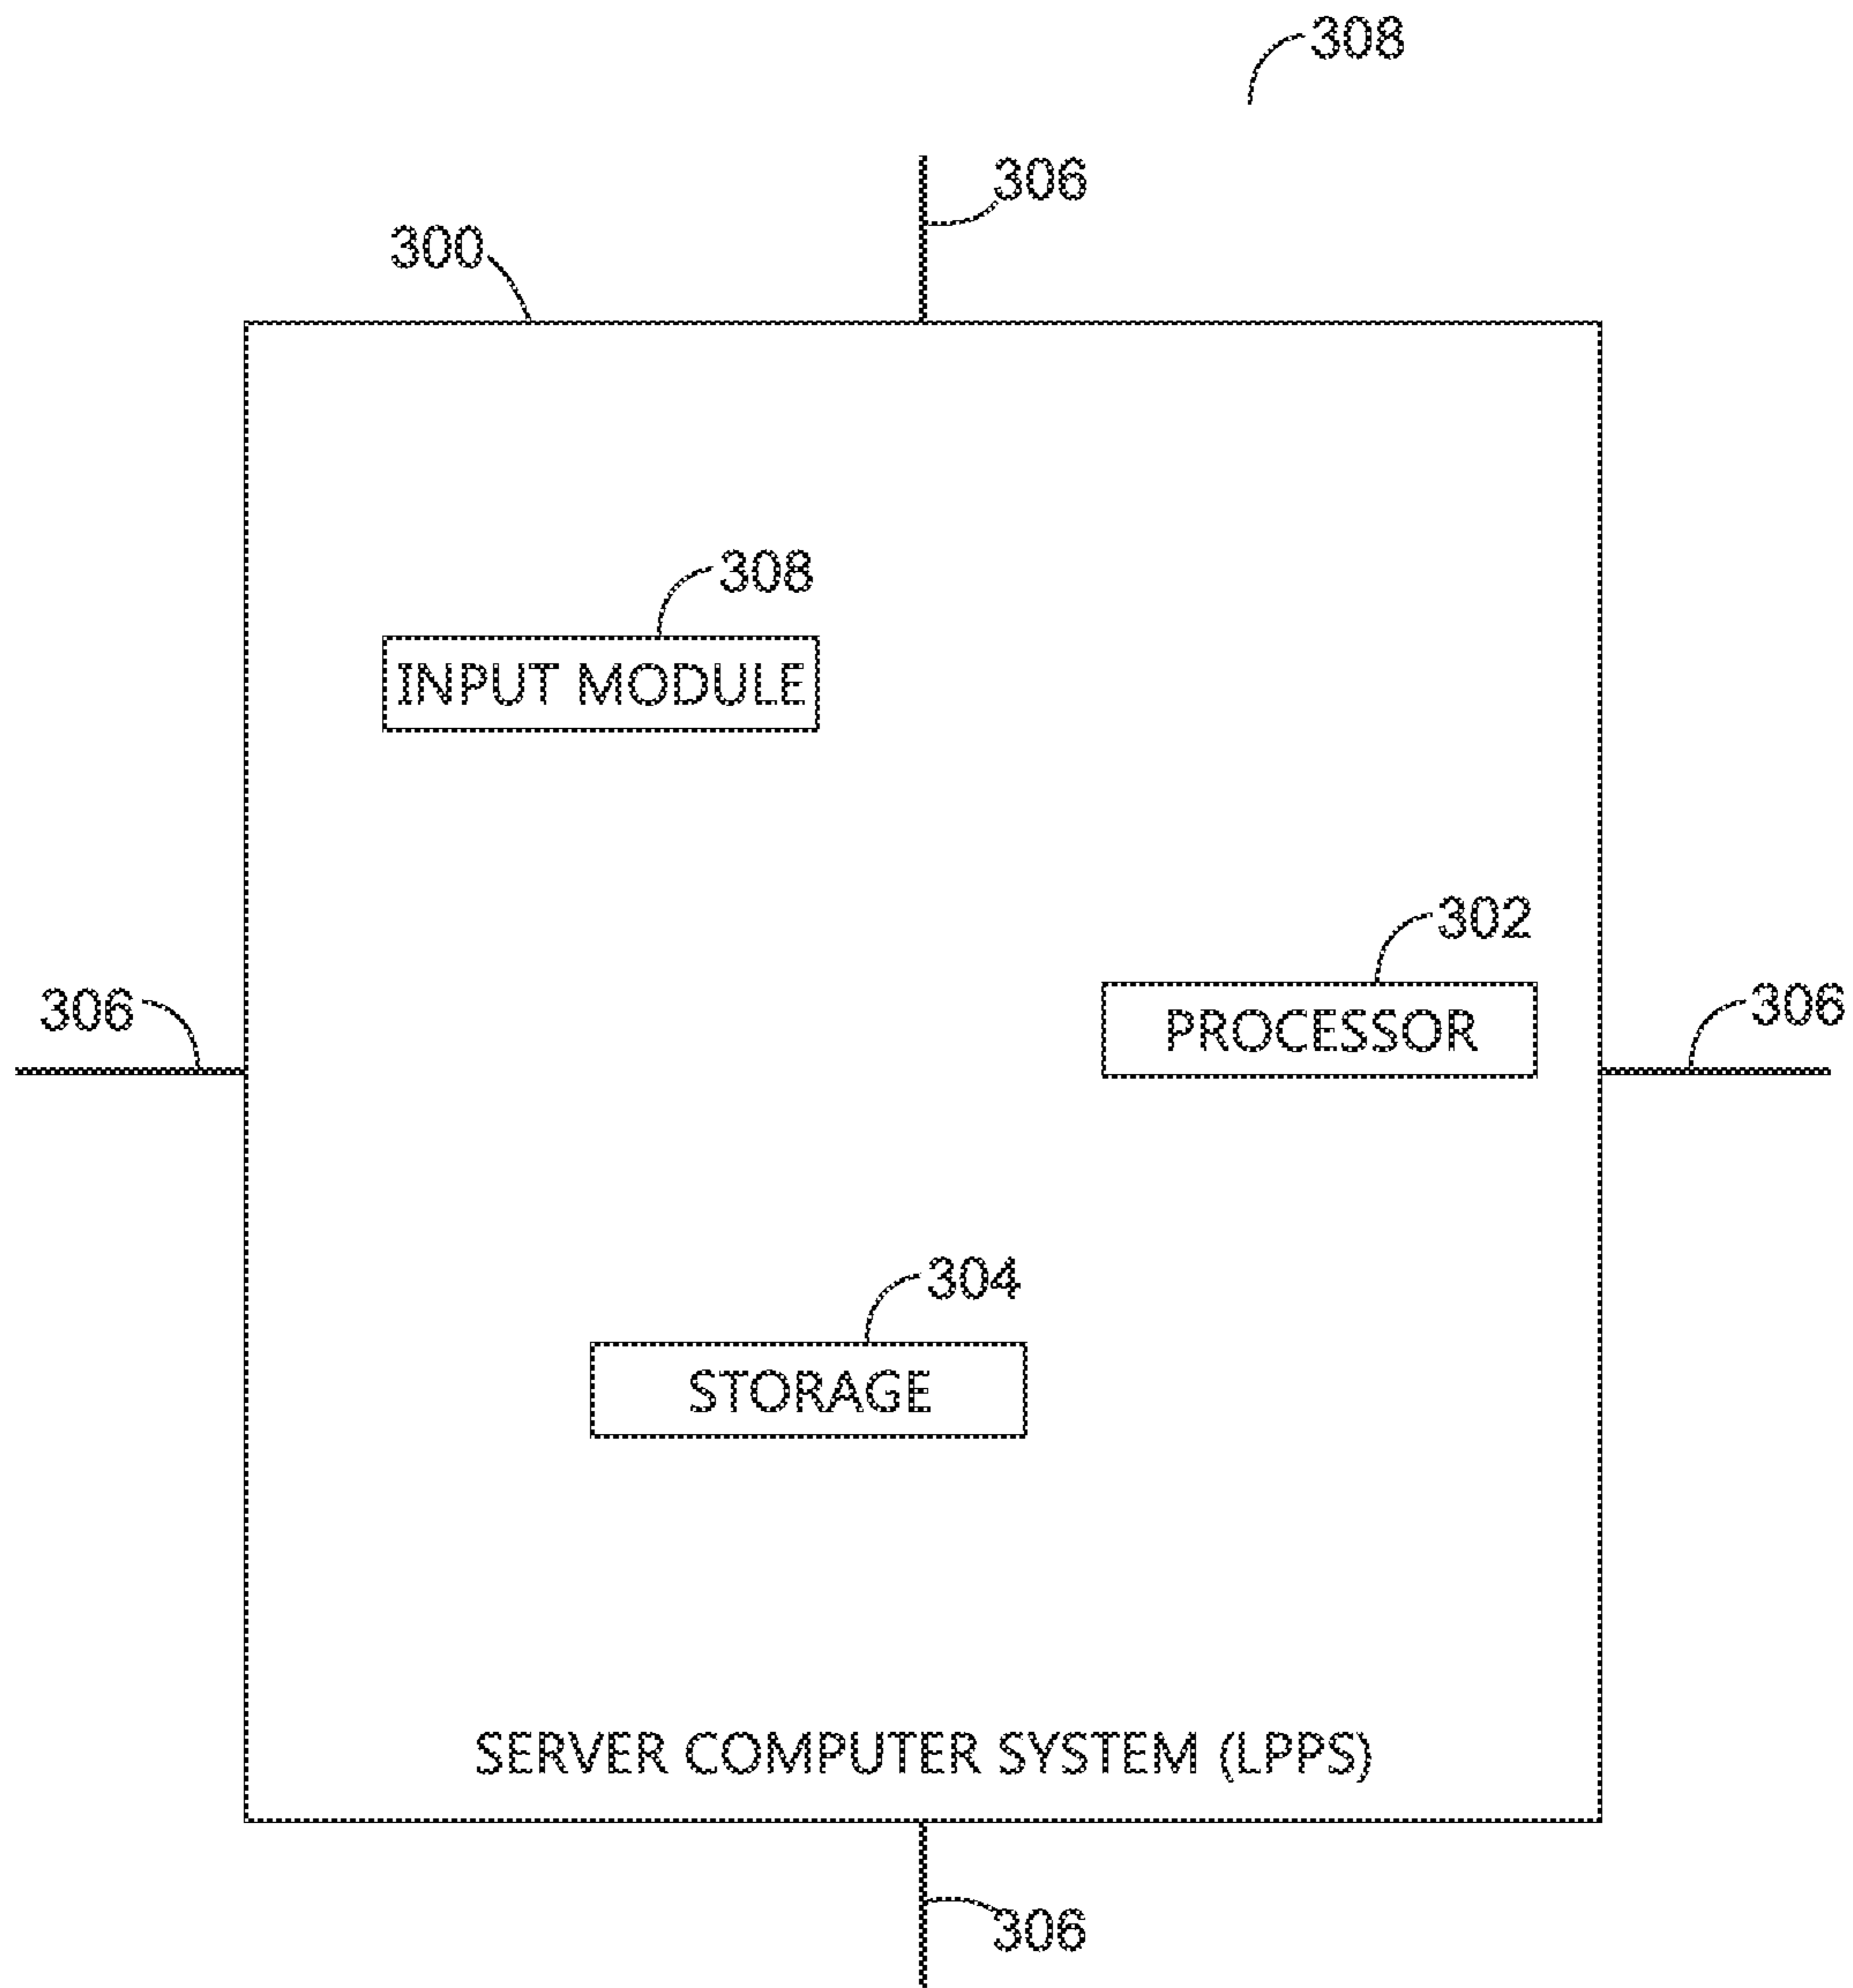 308
306
300
308
INPUT MODULE
302
306
PROCESSOR
306
304
STORAGE
SERVER COMPUTER SYSTEM (LPPS)
306